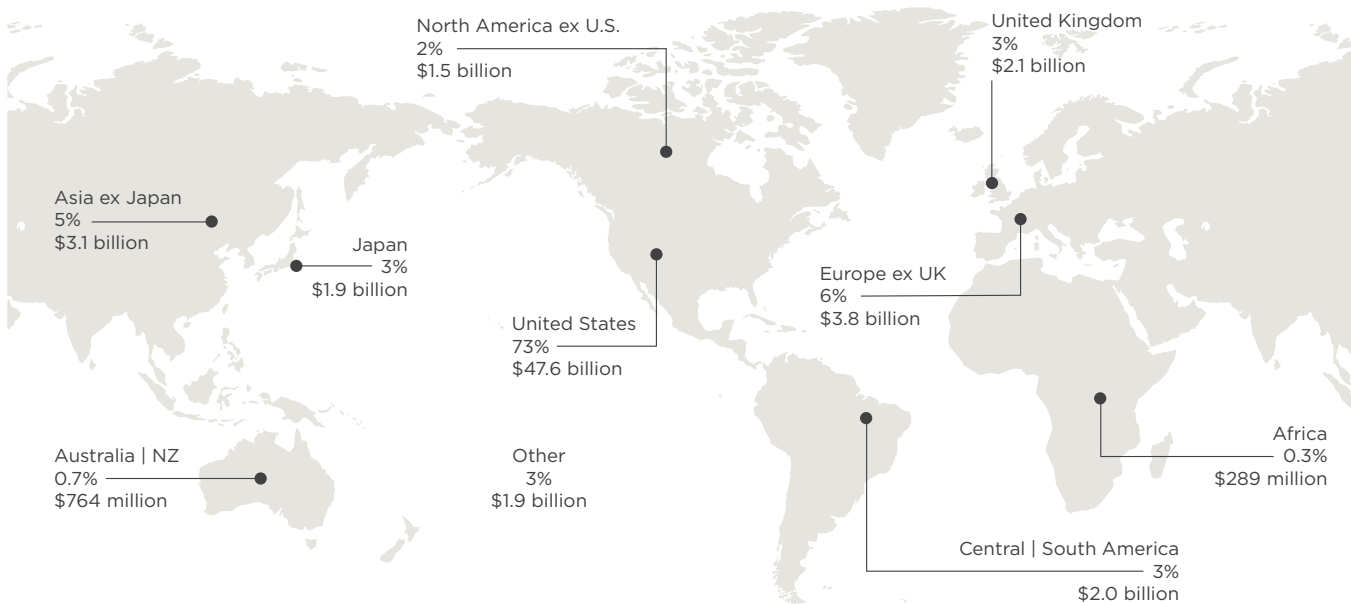 North America ex U.S.
2%
$1.5 billion
United Kingdom
3%
$2.1 billion
Asia ex Japan
5%
$3.1 billion
Japan
3%
$1.9 billion
Europe ex UK
6%
$3.8 billion
United States
73%
$47.6 billion
Australia | NZ
0.7%
$764 million
Other
3%
$1.9 billion
Africa
0.3%
$289 million
Central | South America
3%
$2.0 billion